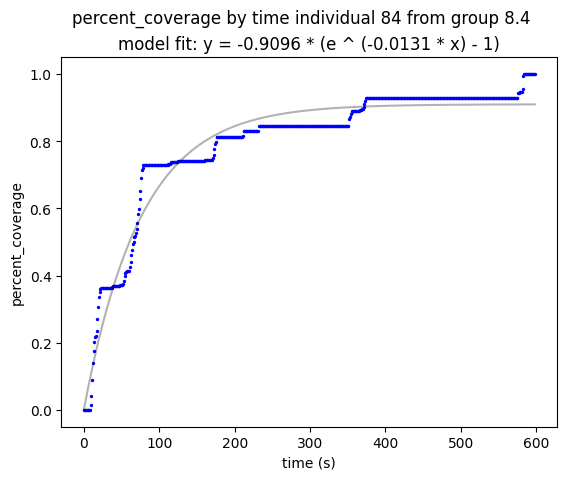 percent_coverage by time individual 84 from group 8.4
model fit: y = -0.9096 * (e ^ (-0.0131 * x) - 1)
1.0
0.8
0.6
0.4
0.2
0.0
percent_coverage
0 100 200 300 400 500 600
time (s)